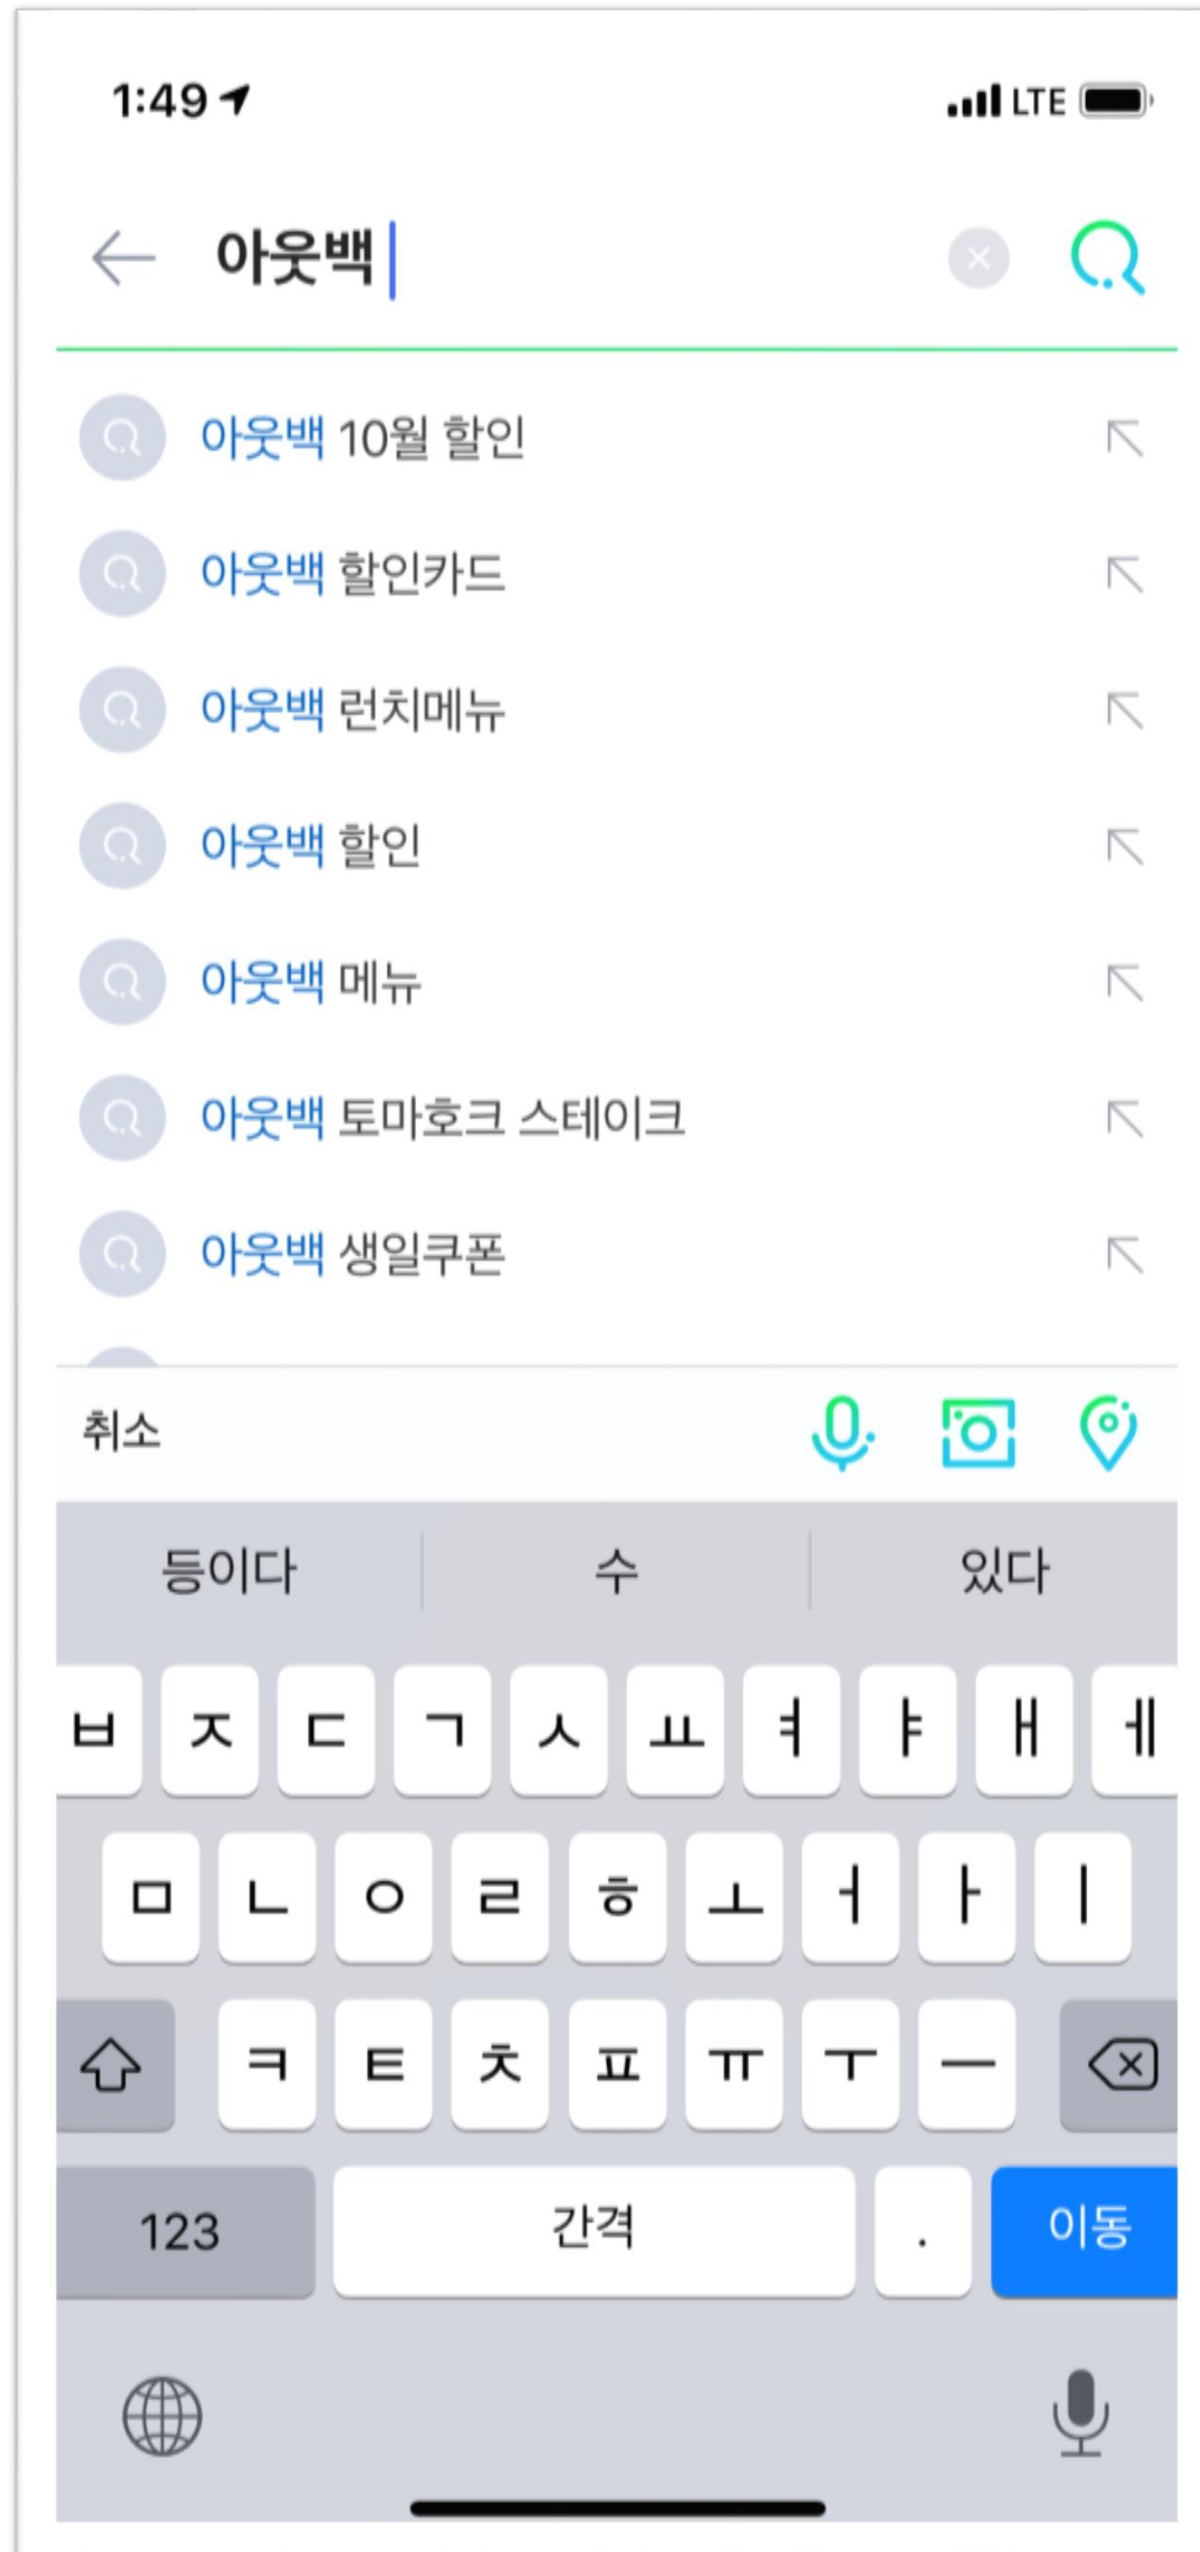 1:49 LTE
아웃백
아웃백 10월 할인
아웃백 할인카드
아웃백 런치메뉴
아웃백 할인
아웃백 메뉴
아웃백 토마호크 스테이크
아웃백 생일쿠폰
취소
등이다 수 있다
ㅂ ㅈ ㄷ ㄱ ㅅ ㅛ ㅕ ㅑ ㅐ ㅔ
ㅁ ㄴ ㅇ ㄹ ㅎ ㅗ ㅓ ㅏ ㅣ
ㅋ ㅌ ㅊ ㅍ ㅠ ㅜ ㅡ
123 간격 . 이동